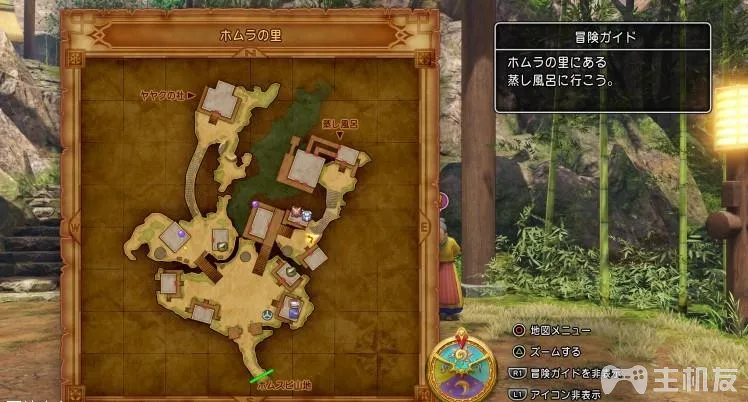 ホムラの里
N
ヤヤクの社▶
蒸し風呂
▽
W
E
ホムスビ山地
冒険ガイド
ホムラの里にある
蒸し風呂に行こう。
地図メニュー
ズームする
R1 冒険ガイドを非表示
L1 アイコン非表示
主机友